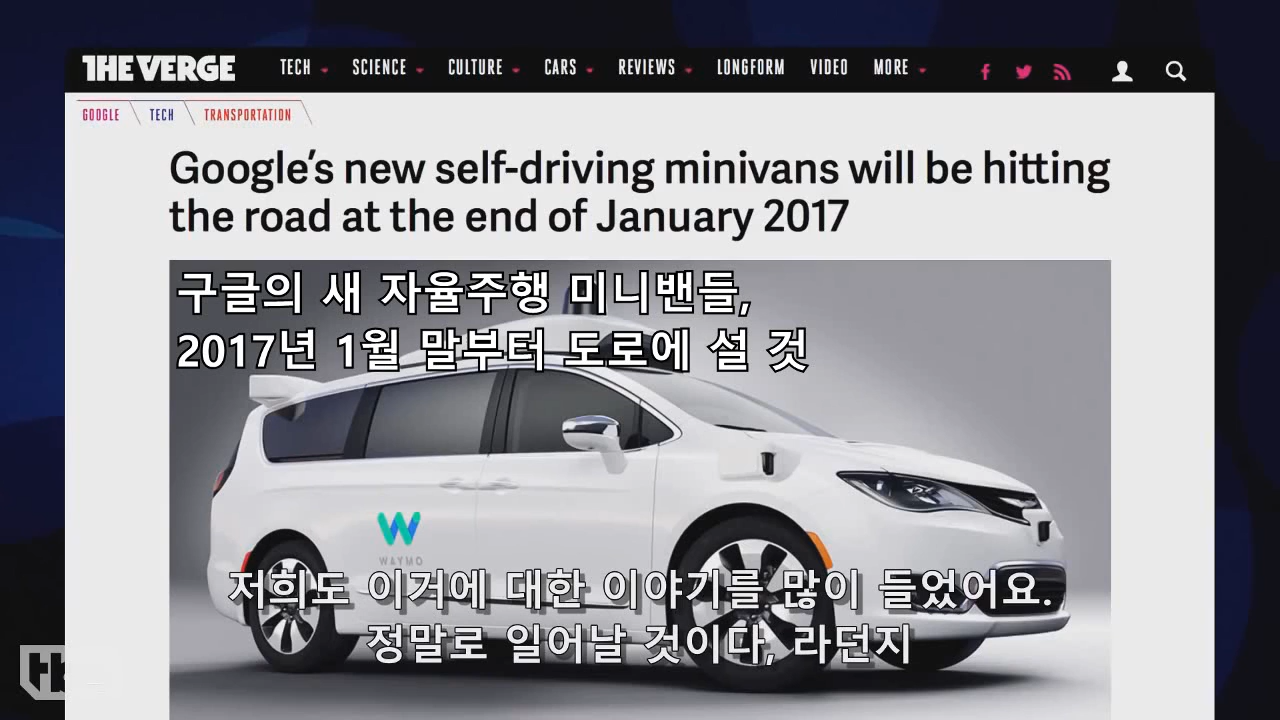 THE VERGE
TECH SCIENCE CULTURE CARS REVIEWS LONGFORM VIDEO MORE
GOOGLE TECH TRANSPORTATION
Google's new self-driving minivans will be hitting
the road at the end of January 2017
구글의 새 자율주행 미니밴들,
2017년 1월 말부터 도로에 설 것
W
WAYMO
저희도 이거에 대한 이야기를 많이 들었어요.
정말로 일어날 것이다, 라던지